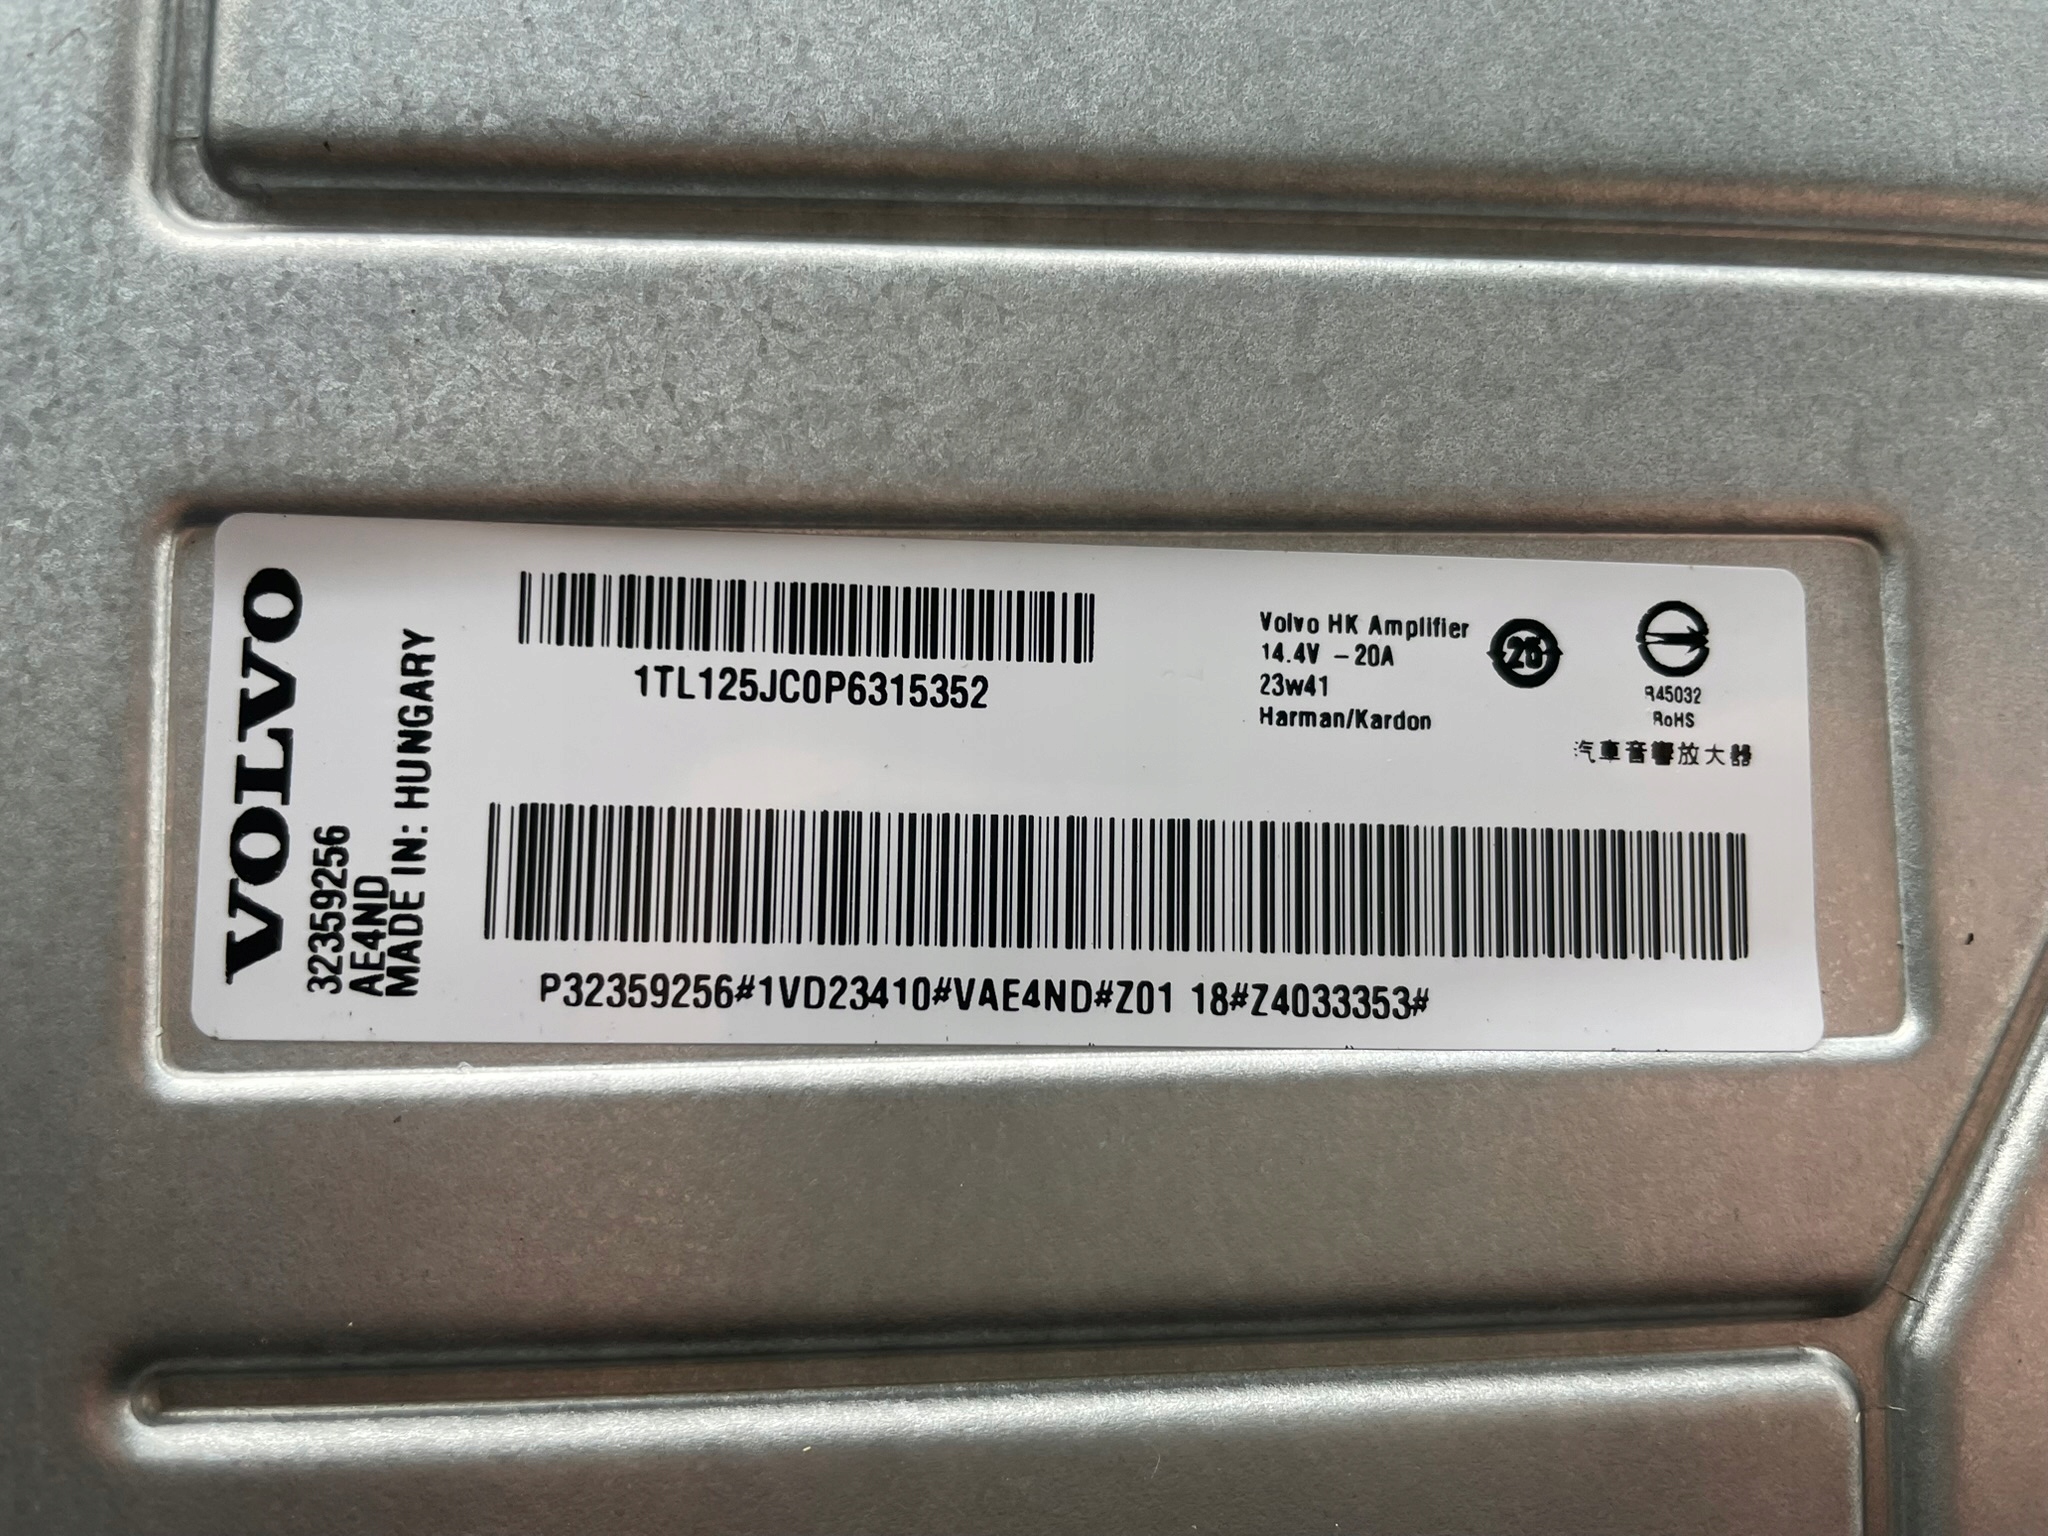 VOLVO
32359256
AE4ND
MADE IN: HUNGARY
1TL125JC0P6315352
Volvo HK Amplifier
14.4V -20A
23w41
Harman/Kardon
25
R45032
RoHS
汽車音響放大器
P32359256#1VD23410#VAE4ND#Z01 18#Z4033353#